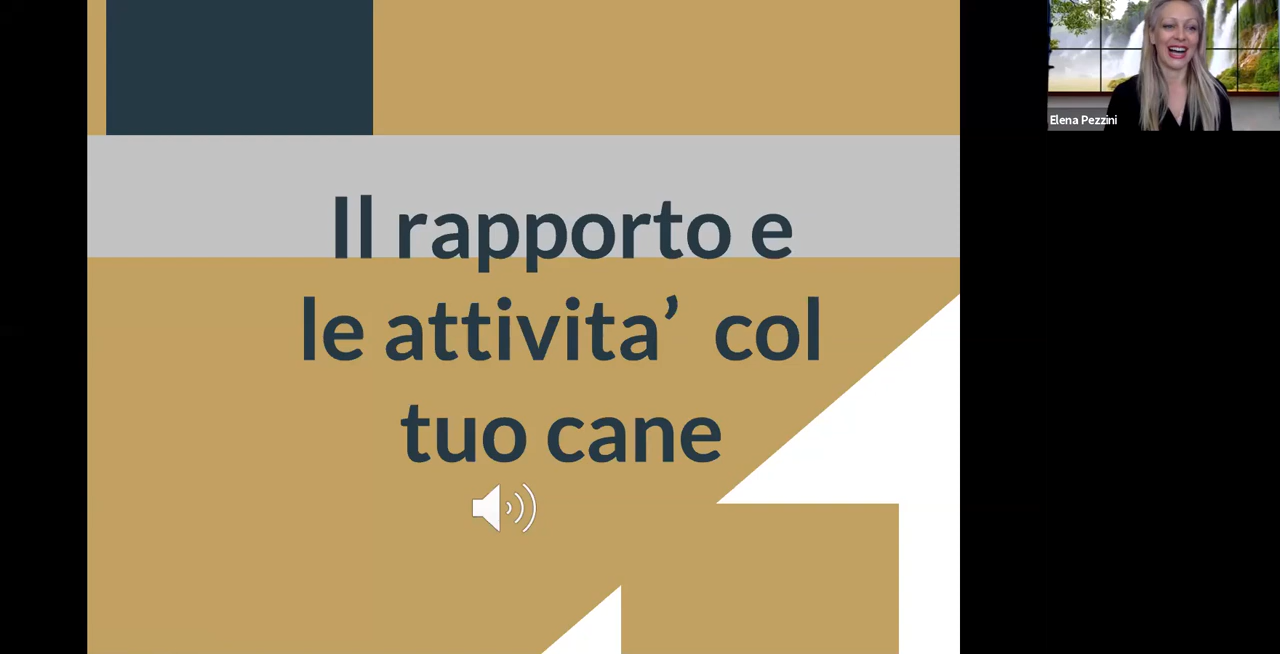 Elena Pezzini
Il rapporto e
le attivita’ col
tuo cane